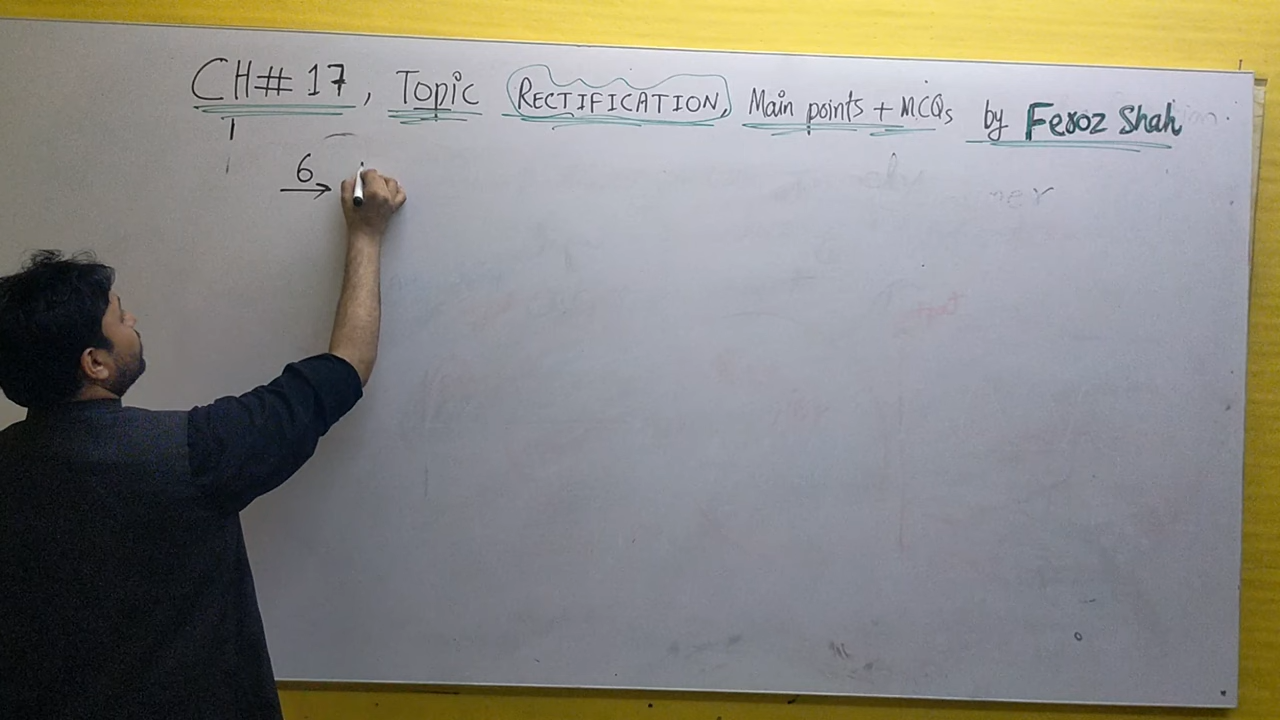 CH# 17, Topic RECTIFICATION, Main points + MCQs by Feroz Shah
6